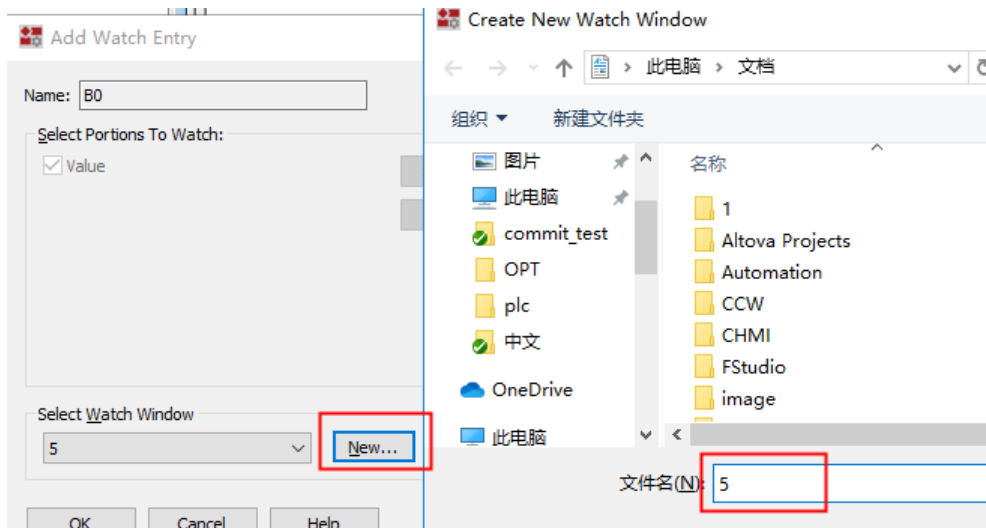 Add Watch Entry
Name: B0
Select Portions To Watch:
Value
Select Watch Window
5
New...
OK
Cancel
Help
Create New Watch Window
此电脑 › 文档
组织
新建文件夹
图片
此电脑
commit_test
OPT
plc
中文
OneDrive
此电脑
名称
1
Altova Projects
Automation
CCW
CHMI
FStudio
image
文件名(N): 5